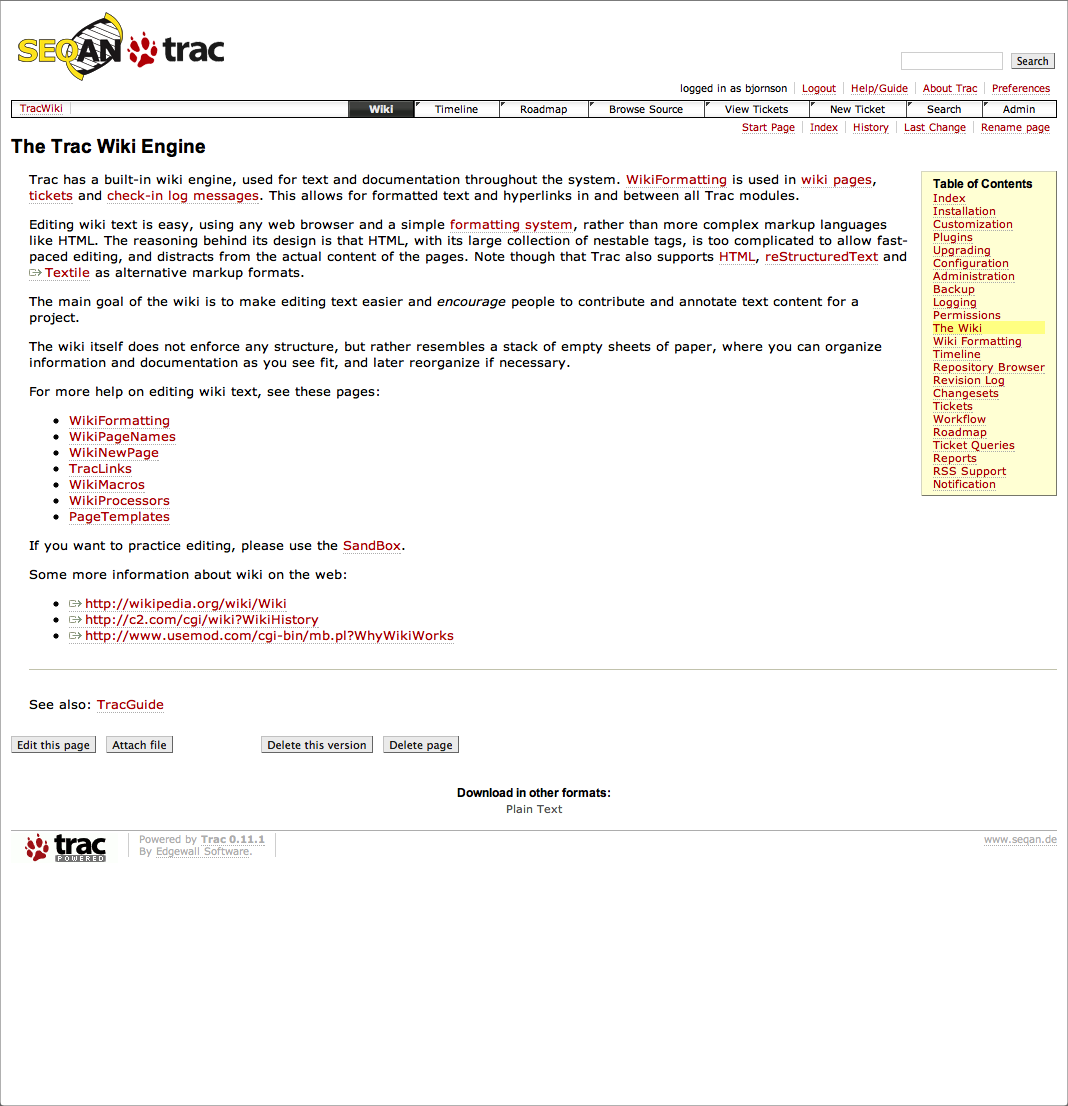 SEQAN trac
Search
logged in as bjornson Logout Help/Guide About Trac Preferences
TracWiki Wiki Timeline Roadmap Browse Source View Tickets New Ticket Search Admin
Start Page Index History Last Change Rename page
The Trac Wiki Engine
Trac has a built-in wiki engine, used for text and documentation throughout the system. WikiFormatting is used in wiki pages,
tickets and check-in log messages. This allows for formatted text and hyperlinks in and between all Trac modules.
Editing wiki text is easy, using any web browser and a simple formatting system, rather than more complex markup languages
like HTML. The reasoning behind its design is that HTML, with its large collection of nestable tags, is too complicated to allow fast-
paced editing, and distracts from the actual content of the pages. Note though that Trac also supports HTML, reStructuredText and
Textile as alternative markup formats.
The main goal of the wiki is to make editing text easier and encourage people to contribute and annotate text content for a
project.
The wiki itself does not enforce any structure, but rather resembles a stack of empty sheets of paper, where you can organize
information and documentation as you see fit, and later reorganize if necessary.
For more help on editing wiki text, see these pages:
WikiFormatting
WikiPageNames
WikiNewPage
TracLinks
WikiMacros
WikiProcessors
PageTemplates
If you want to practice editing, please use the SandBox.
Some more information about wiki on the web:
http://wikipedia.org/wiki/Wiki
http://c2.com/cgi/wiki?WikiHistory
http://www.usemod.com/cgi-bin/mb.pl?WhyWikiWorks
Table of Contents
Index
Installation
Customization
Plugins
Upgrading
Configuration
Administration
Backup
Logging
Permissions
The Wiki
Wiki Formatting
Timeline
Repository Browser
Revision Log
Changesets
Tickets
Workflow
Roadmap
Ticket Queries
Reports
RSS Support
Notification
See also: TracGuide
Edit this page Attach file Delete this version Delete page
Download in other formats:
Plain Text
trac
POWERED
Powered by Trac 0.11.1
By Edgewall Software.
www.seqan.de